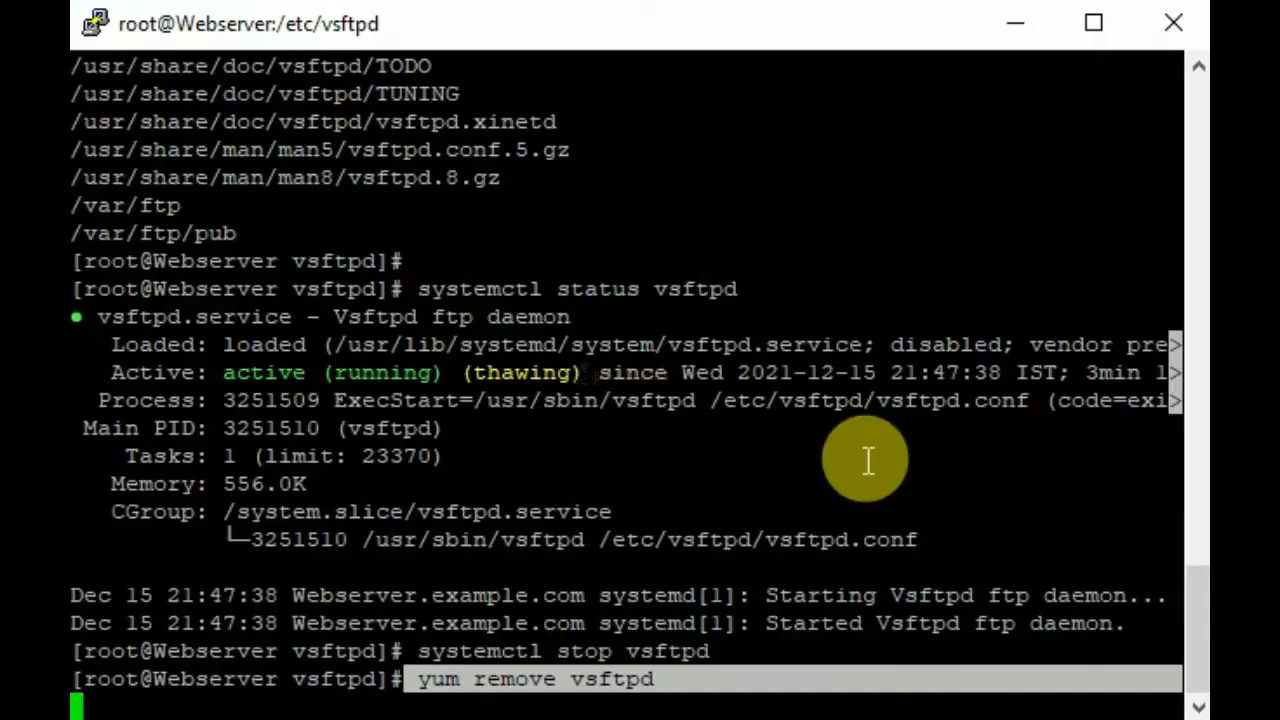 root@Webserver:/etc/vsftpd
/usr/share/doc/vsftpd/TODO
/usr/share/doc/vsftpd/TUNING
/usr/share/doc/vsftpd/vsftpd.xinetd
/usr/share/man/man5/vsftpd.conf.5.gz
/usr/share/man/man8/vsftpd.8.gz
/var/ftp
/var/ftp/pub
[root@Webserver vsftpd]#
[root@Webserver vsftpd]# systemctl status vsftpd
● vsftpd.service - Vsftpd ftp daemon
Loaded: loaded (/usr/lib/systemd/system/vsftpd.service; disabled; vendor pre>
Active: active (running) (thawing) since Wed 2021-12-15 21:47:38 IST; 3min 1>
Process: 3251509 ExecStart=/usr/sbin/vsftpd /etc/vsftpd/vsftpd.conf (code=exi>
Main PID: 3251510 (vsftpd)
Tasks: 1 (limit: 23370)
Memory: 556.0K
CGroup: /system.slice/vsftpd.service
└─3251510 /usr/sbin/vsftpd /etc/vsftpd/vsftpd.conf
Dec 15 21:47:38 Webserver.example.com systemd[1]: Starting Vsftpd ftp daemon...
Dec 15 21:47:38 Webserver.example.com systemd[1]: Started Vsftpd ftp daemon.
[root@Webserver vsftpd]# systemctl stop vsftpd
[root@Webserver vsftpd]# yum remove vsftpd